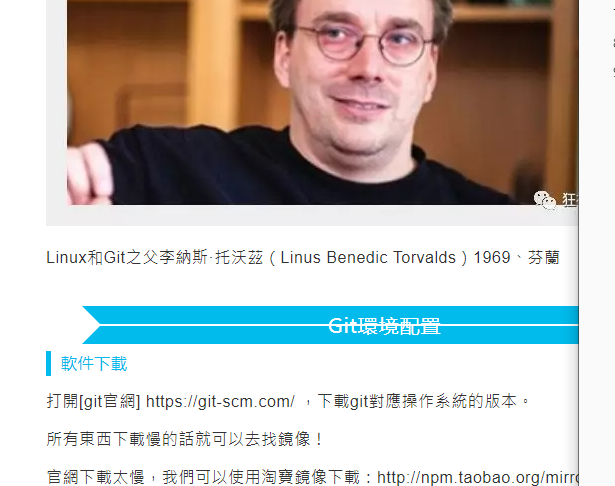 狂
Linux和Git之父李納斯·托沃茲（Linus Benedic Torvalds）1969、芬蘭
Git環境配置
軟件下載
打開[git官網] https://git-scm.com/ ，下載git對應操作系統的版本。
所有東西下載慢的話就可以去找鏡像！
官網下載太慢，我們可以使用淘寶鏡像下載：http://npm.taobao.org/mirro